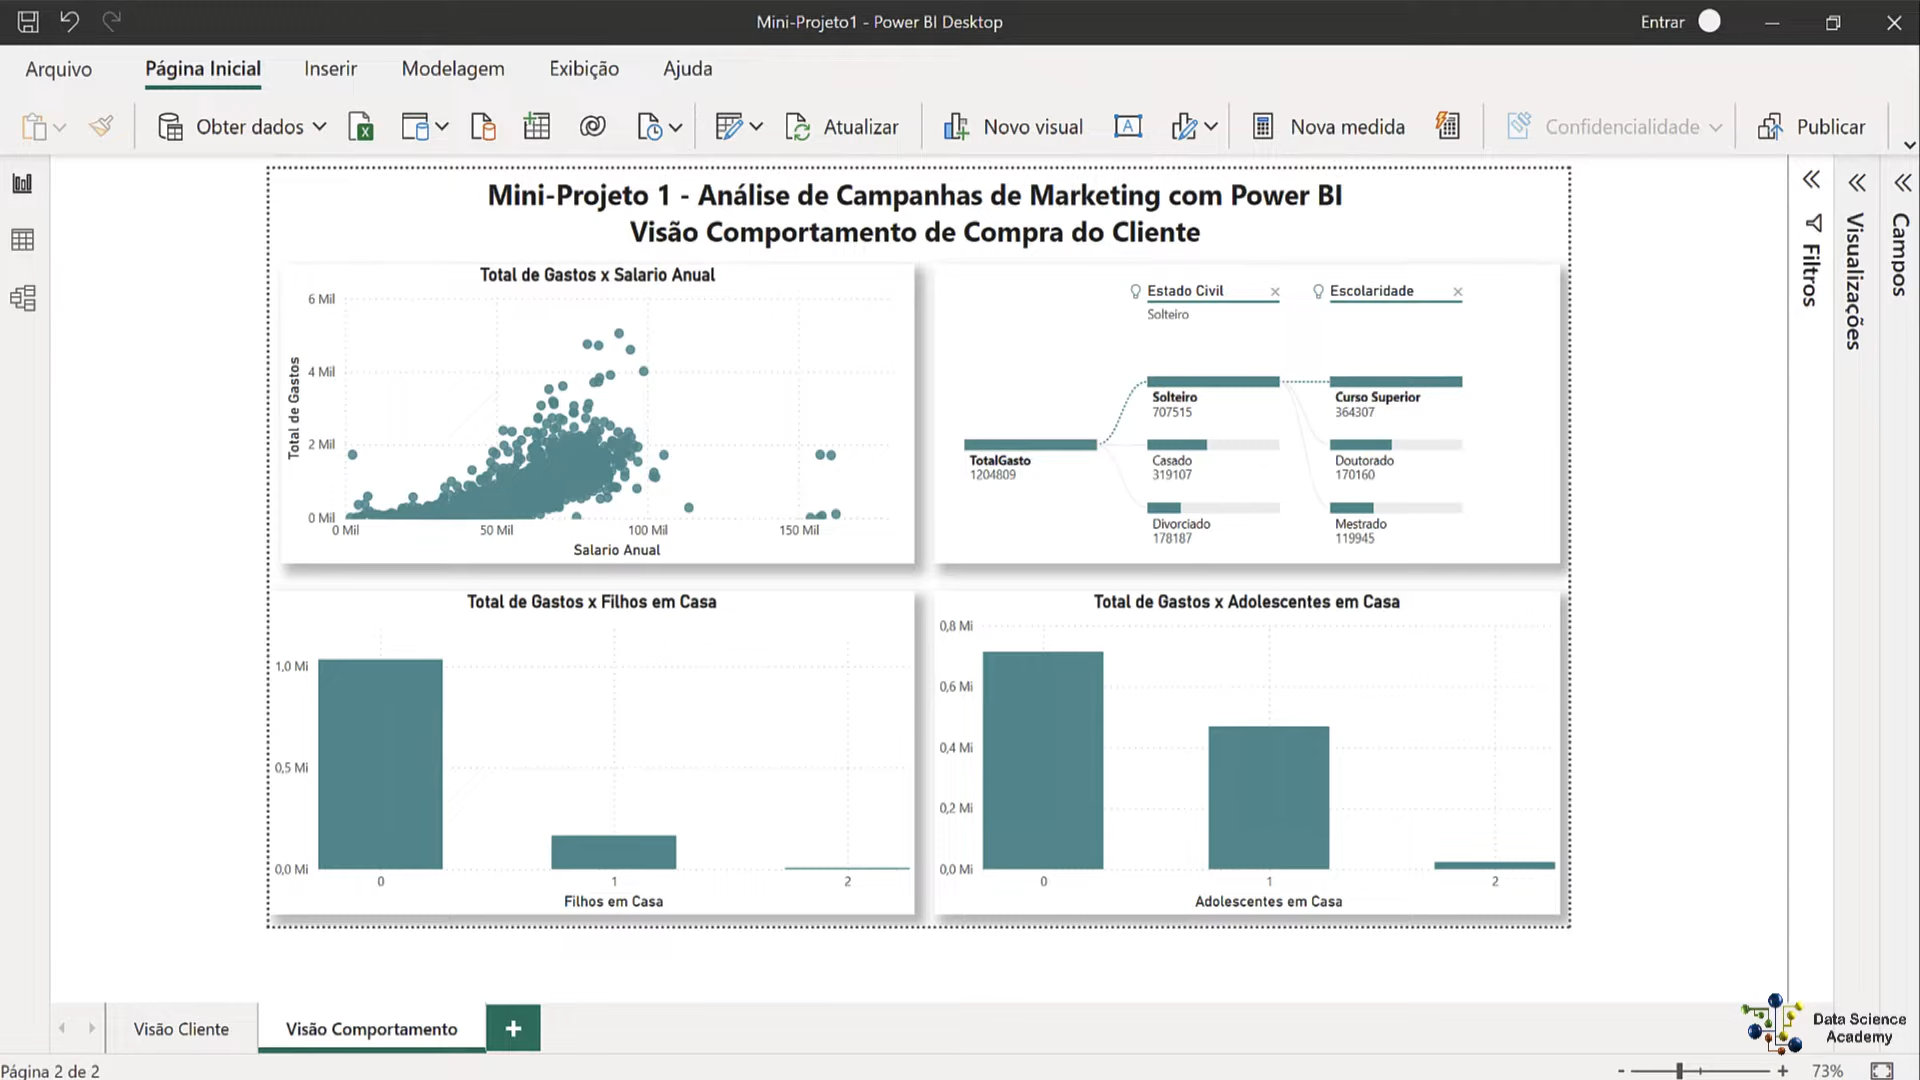 Mini-Projeto1 - Power BI Desktop
Entrar
Arquivo
Página Inicial
Inserir
Modelagem
Exibição
Ajuda
Obter dados
Atualizar
Novo visual
Nova medida
Confidencialidade
Publicar
Mini-Projeto 1 - Análise de Campanhas de Marketing com Power BI
Visão Comportamento de Compra do Cliente
Total de Gastos x Salario Anual
Total de Gastos
6 Mil
4 Mil
2 Mil
0 Mil
0 Mil
50 Mil
100 Mil
150 Mil
Salario Anual
Estado Civil
Escolaridade
Solteiro
TotalGasto
1204809
Solteiro
707515
Casado
319107
Divorciado
178187
Curso Superior
364307
Doutorado
170160
Mestrado
119945
Total de Gastos x Filhos em Casa
1,0 Mi
0,5 Mi
0,0 Mi
0
1
2
Filhos em Casa
Total de Gastos x Adolescentes em Casa
0,8 Mi
0,6 Mi
0,4 Mi
0,2 Mi
0,0 Mi
0
1
2
Adolescentes em Casa
Filtros
Visualizações
Campos
Visão Cliente
Visão Comportamento
Data Science
Academy
Página 2 de 2
73%